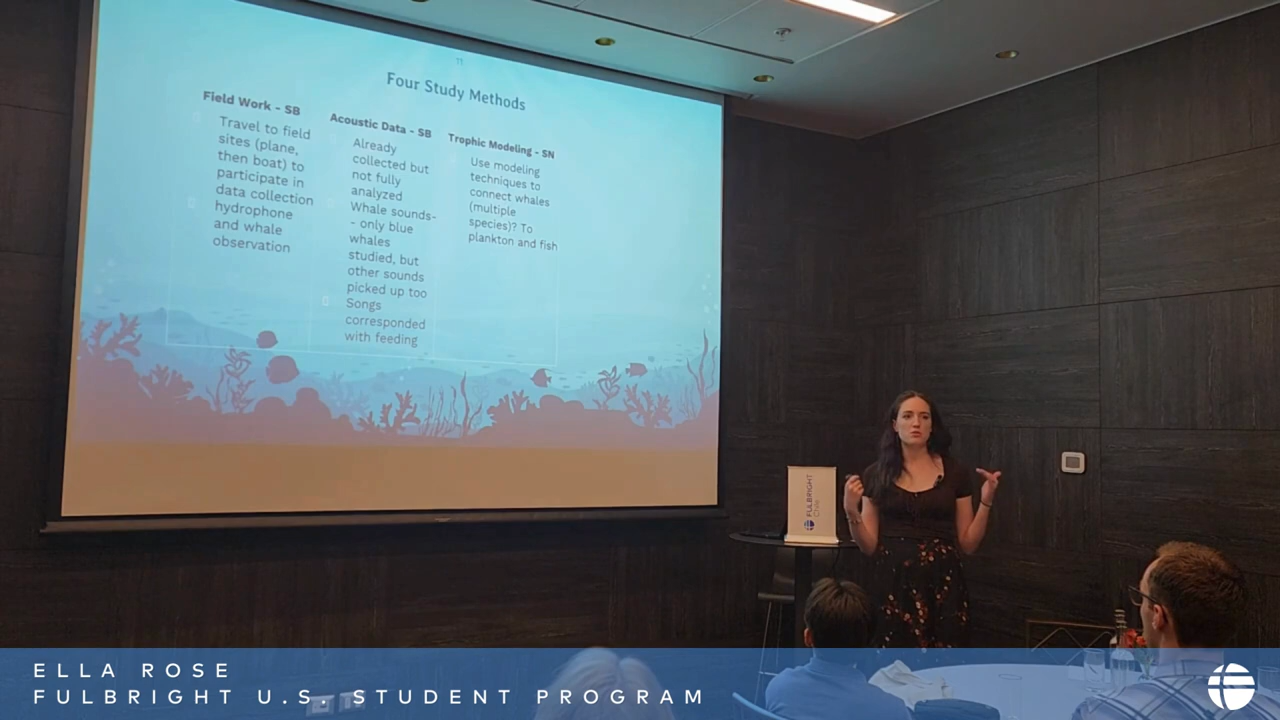 11
Four Study Methods
Field Work - SB
Travel to field
sites (plane,
then boat) to
participate in
data collection
hydrophone
and whale
observation
Acoustic Data - SB
Already
collected but
not fully
analyzed
Whale sounds-
- only blue
whales
studied, but
other sounds
picked up too
Songs
corresponded
with feeding
Trophic Modeling - SN
Use modeling
techniques to
connect whales
(multiple
species)? To
plankton and fish
FULBRIGHT
Chile
ELLA ROSE
FULBRIGHT U.S. STUDENT PROGRAM